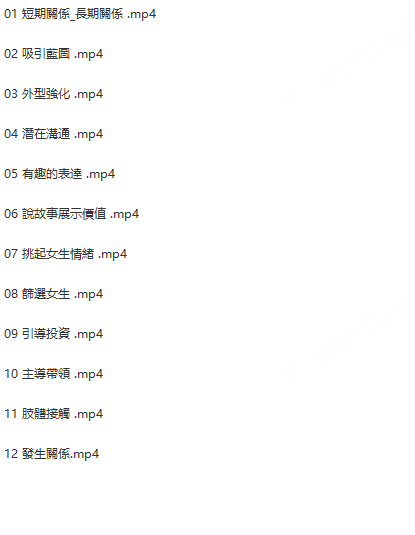 01 短期關係_長期關係 .mp4
02 吸引藍圖 .mp4
03 外型強化 .mp4
04 潛在溝通 .mp4
05 有趣的表達 .mp4
06 說故事展示價值 .mp4
07 挑起女生情緒 .mp4
08 篩選女生 .mp4
09 引導投資 .mp4
10 主導帶領 .mp4
11 肢體接觸 .mp4
12 發生關係.mp4